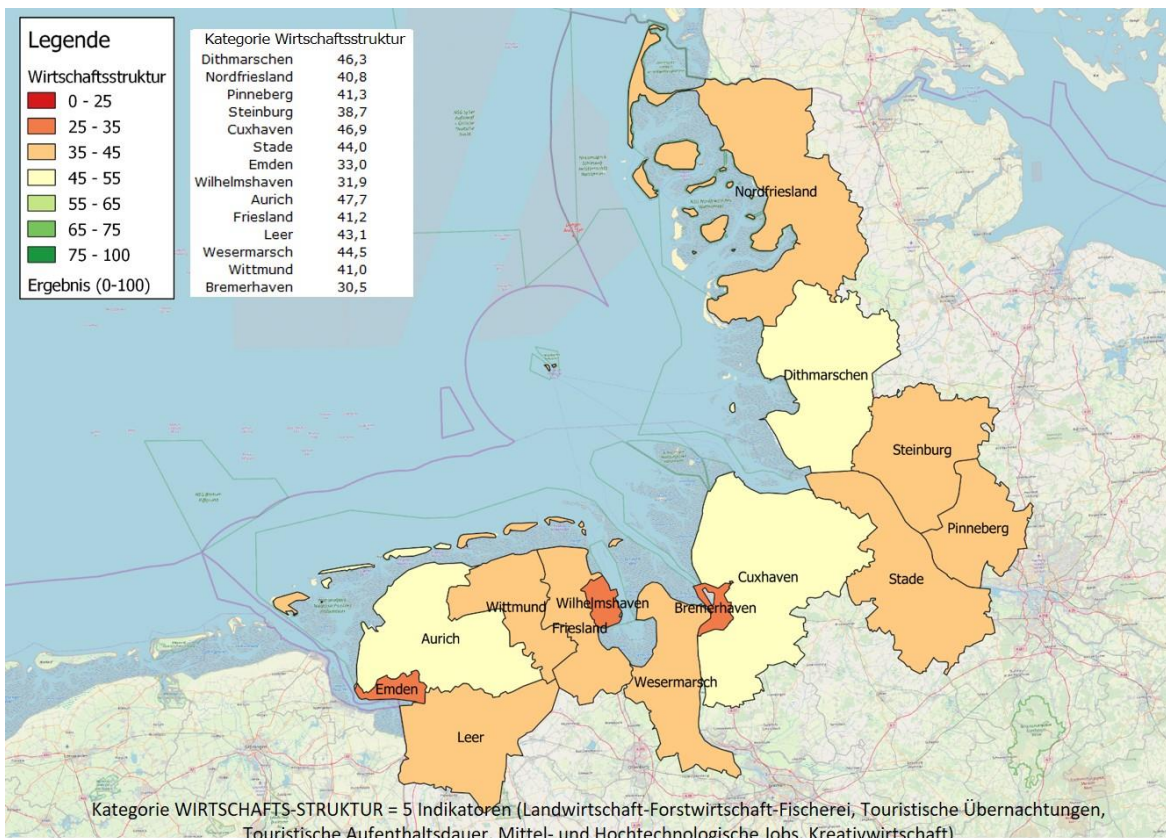 Legende
Wirtschaftsstruktur
0 - 25
25 - 35
35 - 45
45 - 55
55 - 65
65 - 75
75 - 100
Ergebnis (0-100)
Kategorie Wirtschaftsstruktur
Dithmarschen 46,3
Nordfriesland 40,8
Pinneberg 41,3
Steinburg 38,7
Cuxhaven 46,9
Stade 44,0
Emden 33,0
Wilhelmshaven 31,9
Aurich 47,7
Friesland 41,2
Leer 43,1
Wesermarsch 44,5
Wittmund 41,0
Bremerhaven 30,5
Nordfriesland
Dithmarschen
Steinburg
Pinneberg
Stade
Cuxhaven
Bremerhaven
Wilhelmshaven
Wittmund
Friesland
Aurich
Wesermarsch
Emden
Leer
Kategorie WIRTSCHAFTS-STRUKTUR = 5 Indikatoren (Landwirtschaft-Forstwirtschaft-Fischerei, Touristische Übernachtungen,
Touristische Aufenthaltsdauer, Mittel- und Hochtechnologische Jobs, Kreativwirtschaft)